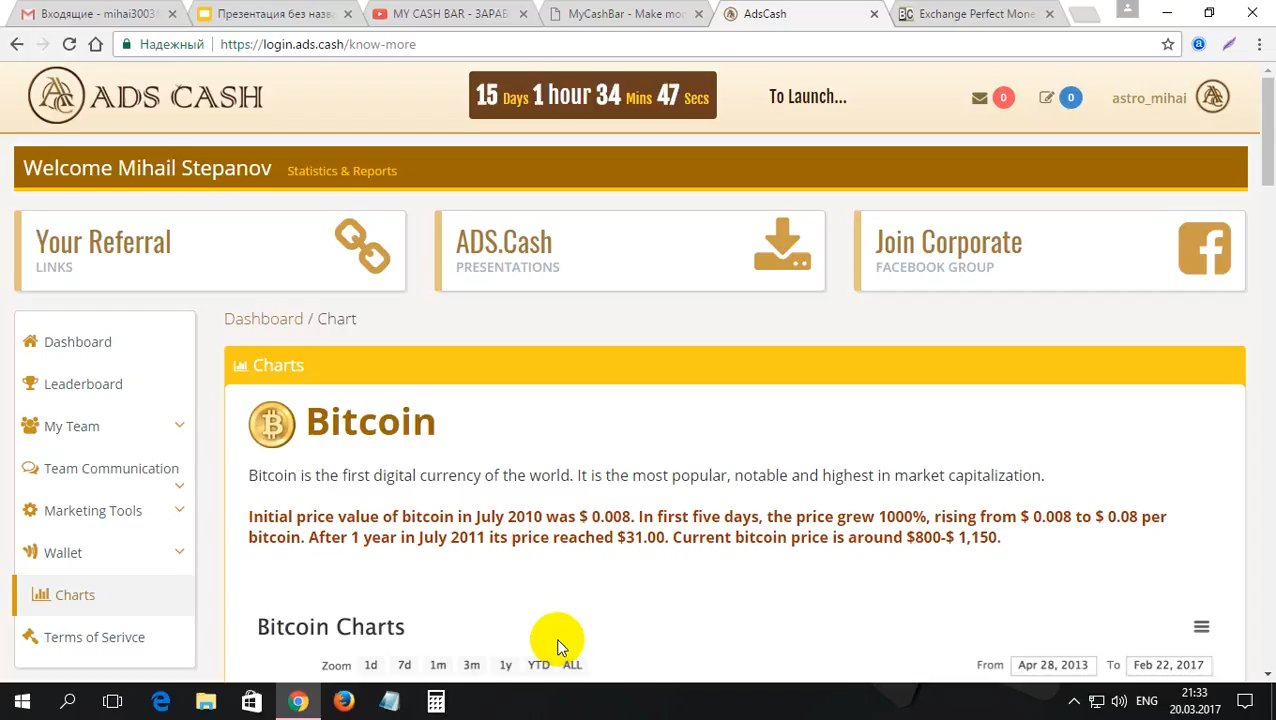 Входящие - mihai3003
Презентация без назв
MY CASH BAR - ЗАРАБ
MyCashBar - Make mo
AdsCash
Exchange Perfect Mone
Надежный
https://login.ads.cash/know-more
ADS CASH
15 Days 1 hour 34 Mins 47 Secs
To Launch...
0
0
astro_mihai
Welcome Mihail Stepanov
Statistics & Reports
Your Referral
LINKS
ADS.Cash
PRESENTATIONS
Join Corporate
FACEBOOK GROUP
Dashboard
Leaderboard
My Team
Team Communication
Marketing Tools
Wallet
Charts
Terms of Serivce
Dashboard / Chart
Charts
Bitcoin
Bitcoin is the first digital currency of the world. It is the most popular, notable and highest in market capitalization.
Initial price value of bitcoin in July 2010 was $ 0.008. In first five days, the price grew 1000%, rising from $ 0.008 to $ 0.08 per
bitcoin. After 1 year in July 2011 its price reached $31.00. Current bitcoin price is around $800-$ 1,150.
Bitcoin Charts
Zoom 1d 7d 1m 3m 1y YTD ALL
From Apr 28, 2013 To Feb 22, 2017
ENG
21:33
20.03.2017